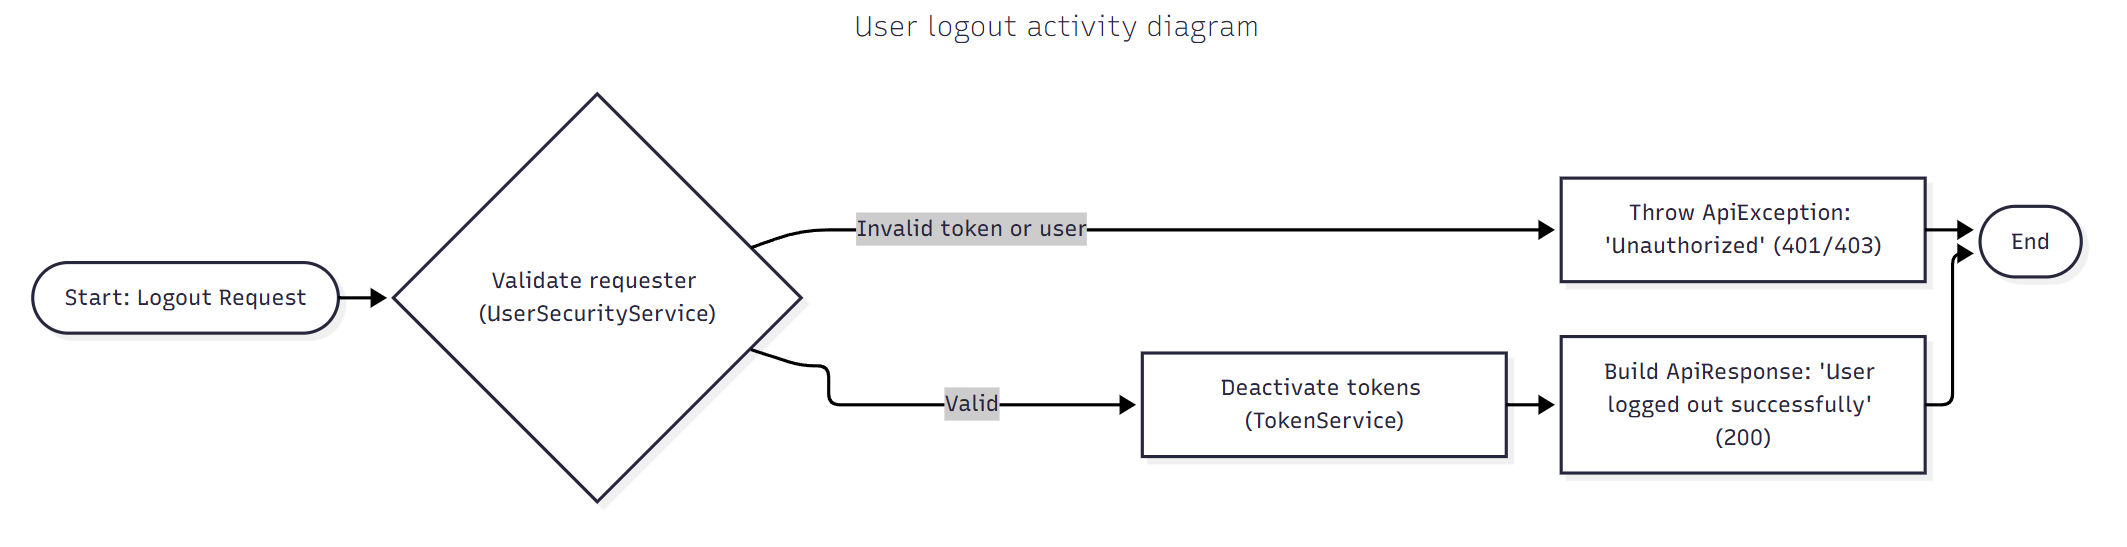 User logout activity diagram
Start: Logout Request
Validate requester
(UserSecurityService)
Invalid token or user
Valid
Deactivate tokens
(TokenService)
Throw ApiException:
'Unauthorized' (401/403)
Build ApiResponse: 'User
logged out successfully'
(200)
End